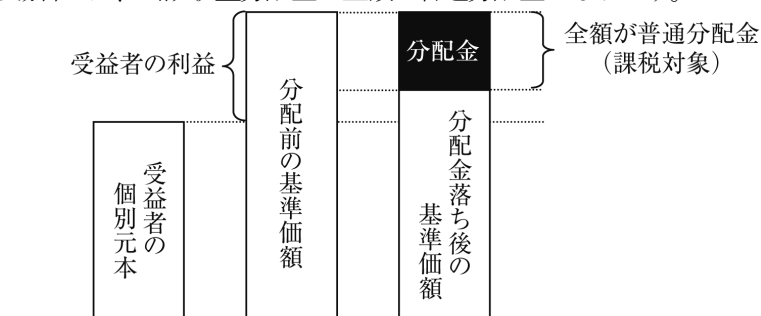 受益者の利益
分配金
全額が普通分配金
(課税対象)
受益者の
個別元本
分配前の基準価額
分配金落ち後の
基準価額